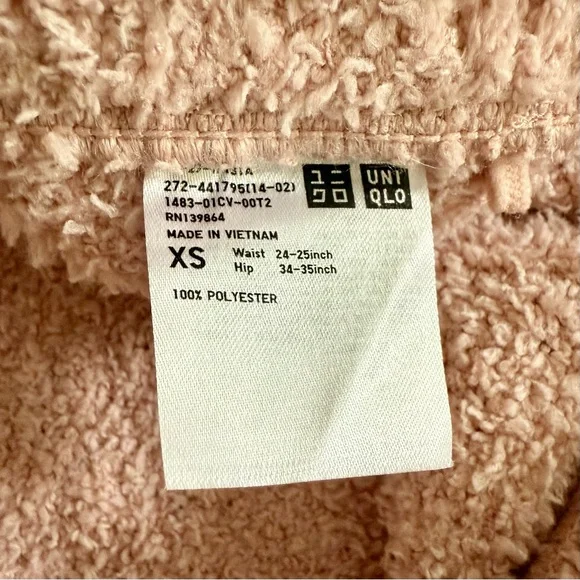 272-441795(14-02)
1483-01CV-00T2
RN139864
MADE IN VIETNAM
ユニ
クロ
UNI
QLO
XS
Waist 24-25inch
Hip 34-35inch
100% POLYESTER